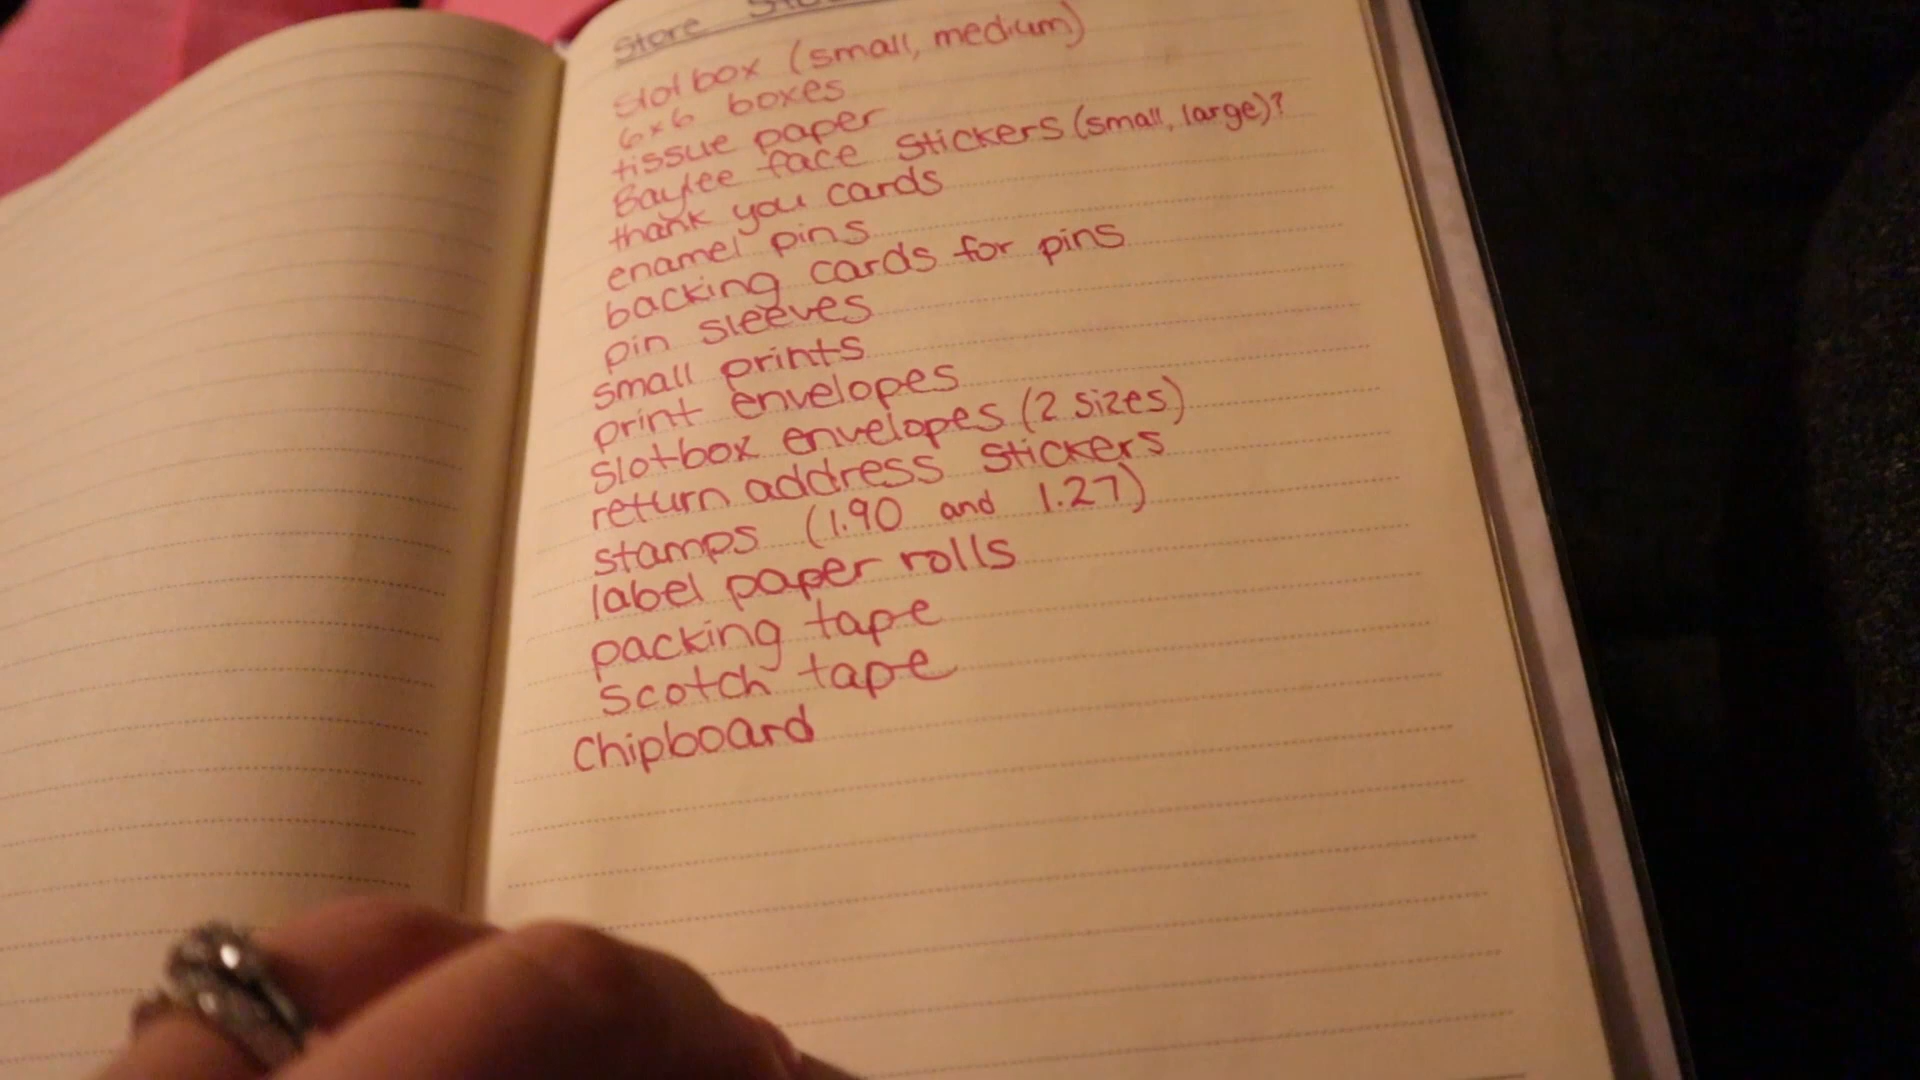 Store
slotbox (small, medium)
6x6 boxes
tissue paper
Baylee face stickers (small, large)?
thank you cards
enamel pins
backing cards for pins
pin sleeves
small prints
print envelopes
slotbox envelopes (2 sizes)
return address stickers
stamps (1.90 and 1.27)
label paper rolls
packing tape
scotch tape
chipboard